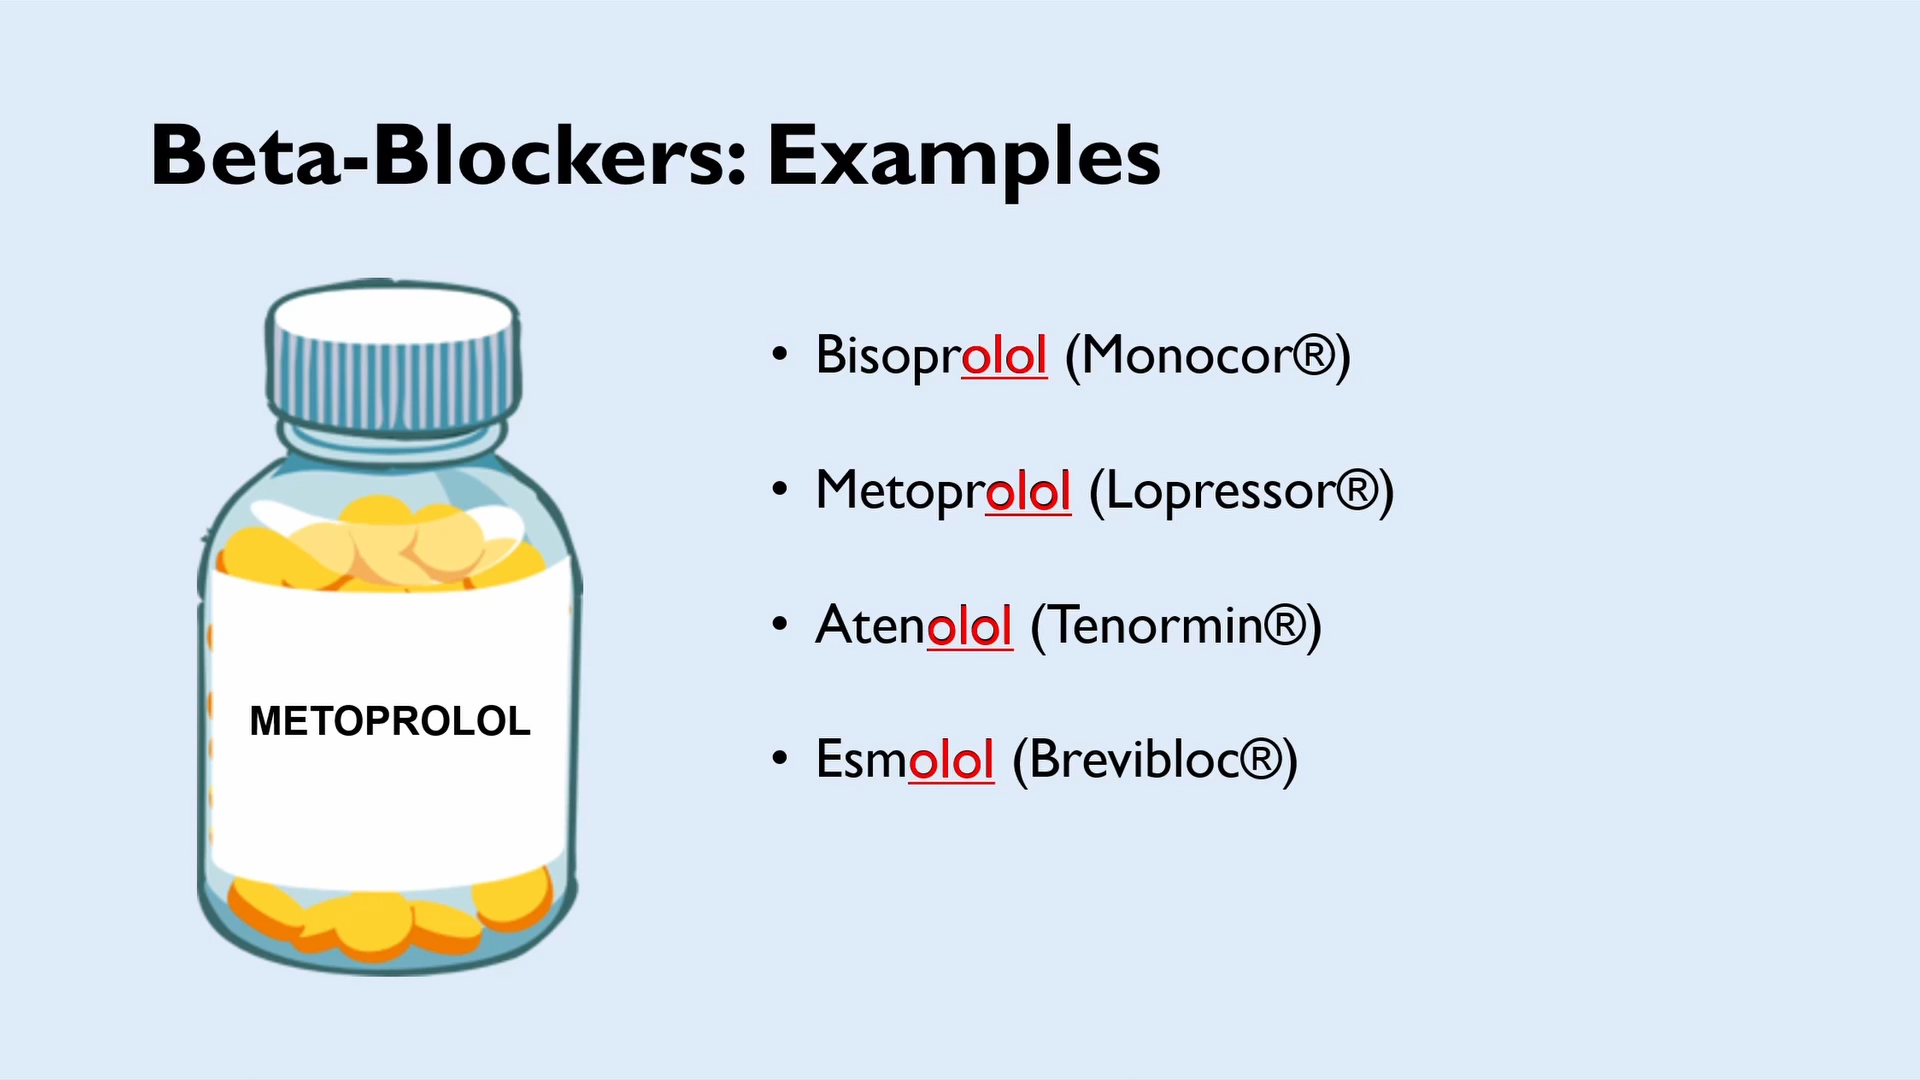 Beta-Blockers: Examples
METOPROLOL
• Bisoprolol (Monocor®)
• Metoprolol (Lopressor®)
• Atenolol (Tenormin®)
• Esmolol (Brevibloc®)